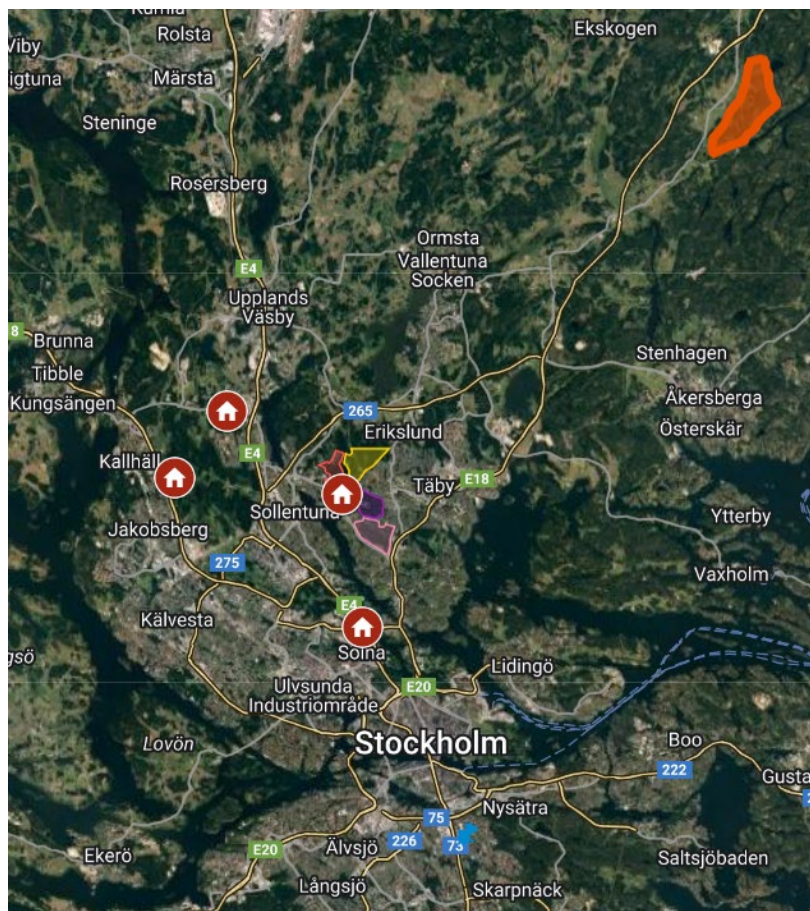 Rolsta
Ekskogen
Viby
igtuna
Märsta
Steninge
Rosersberg
Ormsta
Vallentuna
Socken
E4
Upplands
Väsby
8
Brunna
Tibble
Kungsängen
Stenhagen
Åkersberga
Österskär
265
Erikslund
E4
Kallhäll
Täby
E18
Sollentuna
Ytterby
Jakobsberg
275
Vaxholm
Kälvesta
E4
Solna
Lidingö
E20
Ulvsunda
Industriområde
Lovön
Stockholm
Boo
222
Gusta
Nysätra
75
226
73
Älvsjö
E20
Ekerö
Saltsjöbaden
Långsjö
Skarpnäck